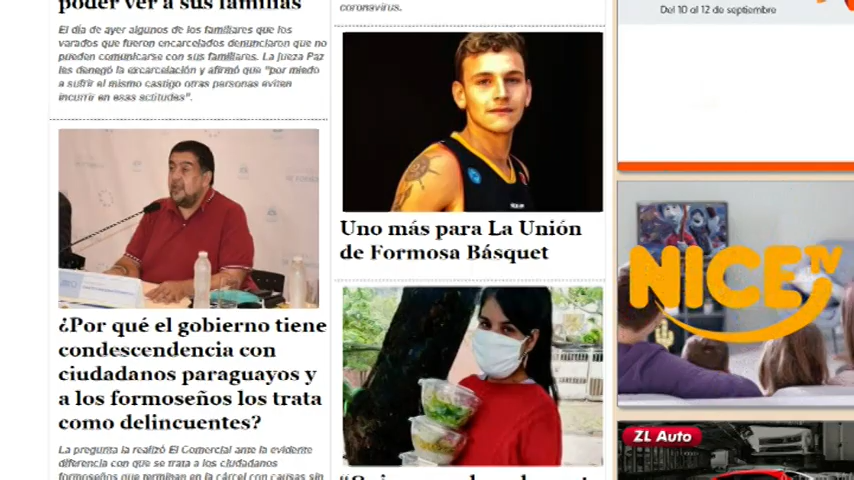 poder ver a sus familias
El día de ayer algunos de los familiares que los
varados que fueron encarcelados denunciaron que no
pueden comunicarse con sus familiares. La jueza Paz
les denegó la excarcelación y afirmó que "por miedo
a sufrir el mismo castigo otras personas eviten
incurrir en esas actitudes".
¿Por qué el gobierno tiene
condescendencia con
ciudadanos paraguayos y
a los formoseños los trata
como delincuentes?
La pregunta la realizó El Comercial ante la evidente
diferencia con que se trata a los ciudadanos
formoseños que terminan en la cárcel con causas sin
coronavirus.
Uno más para La Unión
de Formosa Básquet
Del 10 al 12 de septiembre
NICE TV
ZL Auto